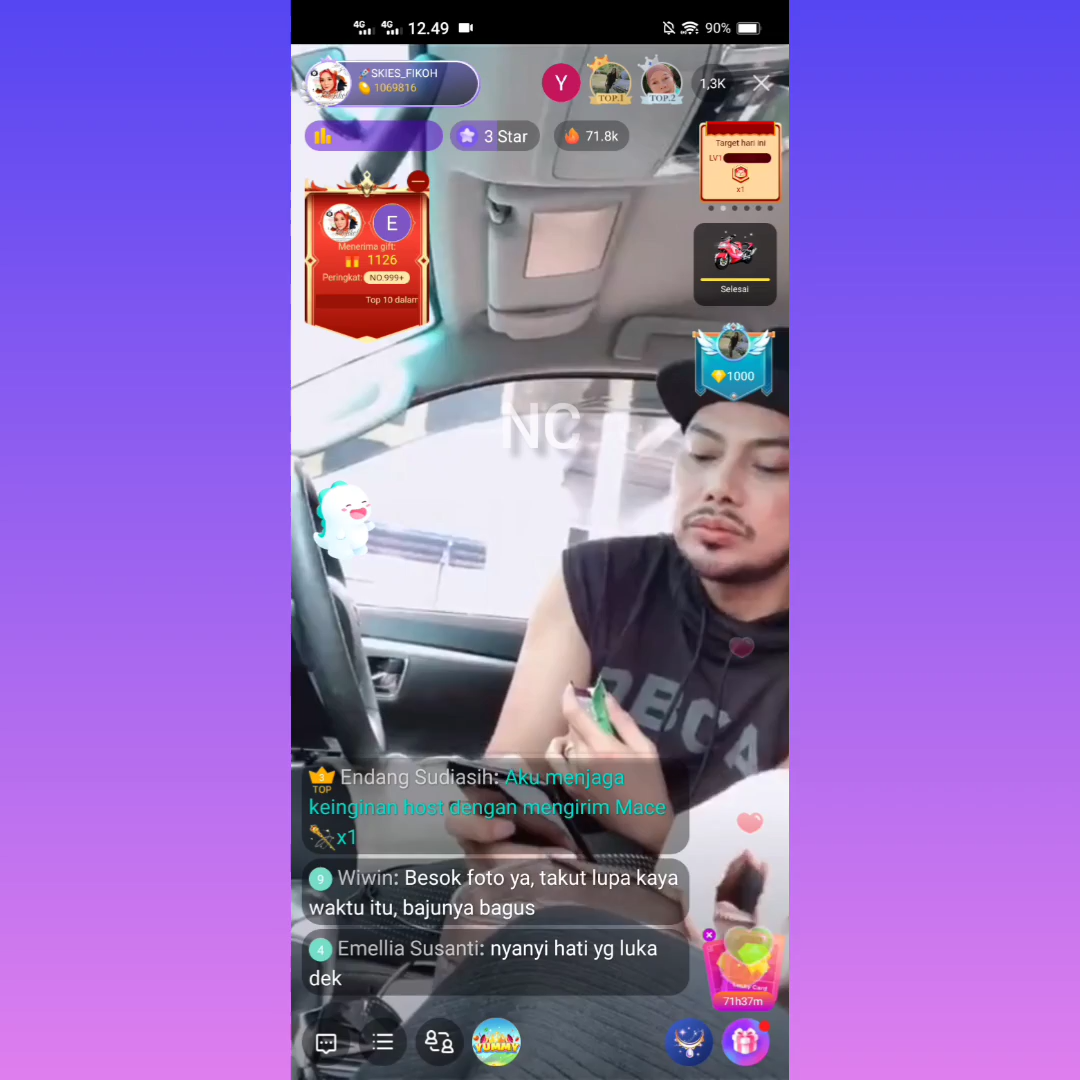 4G 4G 12.49 90%
SKIES_FIKOH
1069816
Y TOP.1 TOP.2 1,3K
3 Star 71.8k
Target hari ini
LV1
x1
E
Menerima gift:
1126
Peringkat: NO.999+
Top 10 dalam
Selesai
1000
NC
Endang Sudiasih: Aku menjaga
TOP
keinginan host dengan mengirim Mace
x1
9 Wiwin: Besok foto ya, takut lupa kaya
waktu itu, bajunya bagus
4 Emellia Susanti: nyanyi hati yg luka
dek
71h37m
YUMMY